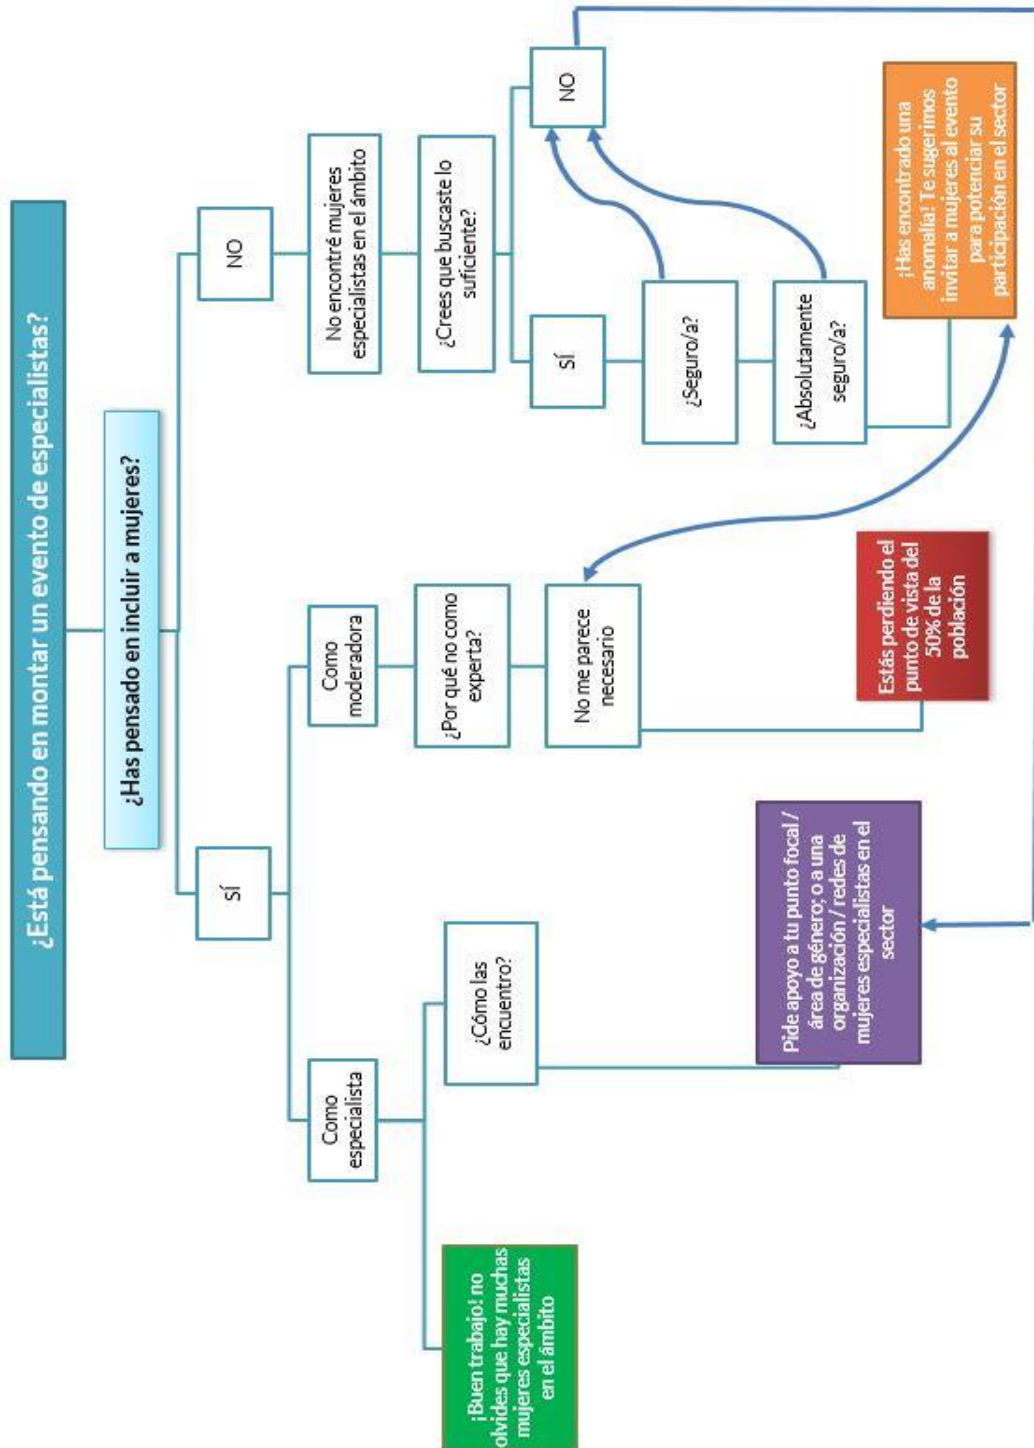 ¿Está pensando en montar un evento de especialistas?
¿Has pensado en incluir a mujeres?
SÍ
NO
Como
especialista
Como
moderadora
No encontré mujeres
especialistas en el ámbito
¡Buen trabajo! no
olvides que hay muchas
mujeres especialistas
en el ámbito
¿Cómo las
encuentro?
¿Por qué no como
experta?
¿Crees que buscaste lo
suficiente?
No me parece
necesario
SÍ
NO
¿Seguro/a?
Pide apoyo a tu punto focal /
área de género; o a una
organización / redes de
mujeres especialistas en el
sector
¿Absolutamente
seguro/a?
Estás perdiendo el
punto de vista del
50% de la
población
¡Has encontrado una
anomalía! Te sugerimos
invitar a mujeres al evento
para potenciar su
participación en el sector